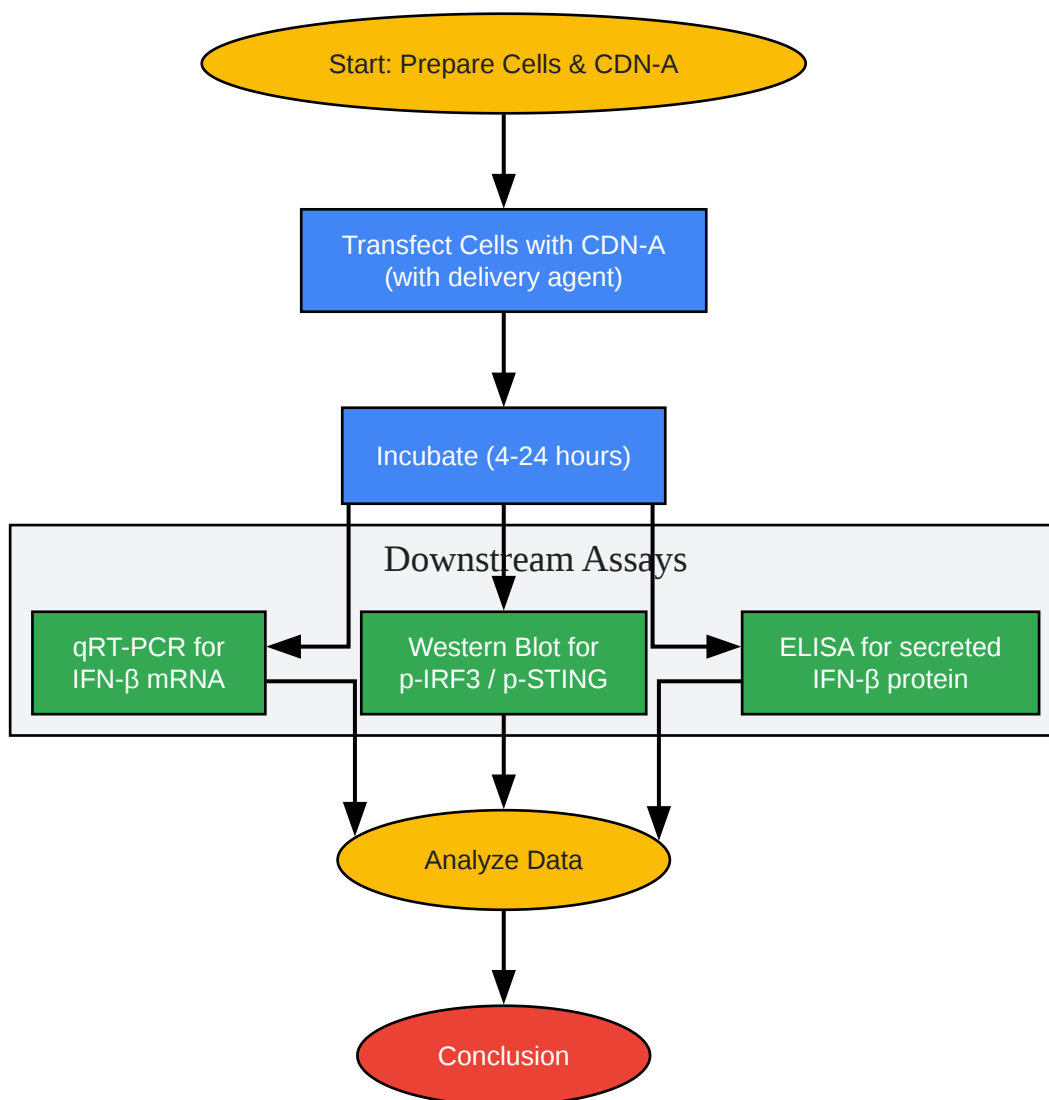 Start: Prepare Cells & CDN-A
Transfect Cells with CDN-A
(with delivery agent)
Incubate (4-24 hours)
Downstream Assays
qRT-PCR for
IFN-β mRNA
Western Blot for
p-IRF3 / p-STING
ELISA for secreted
IFN-β protein
Analyze Data
Conclusion